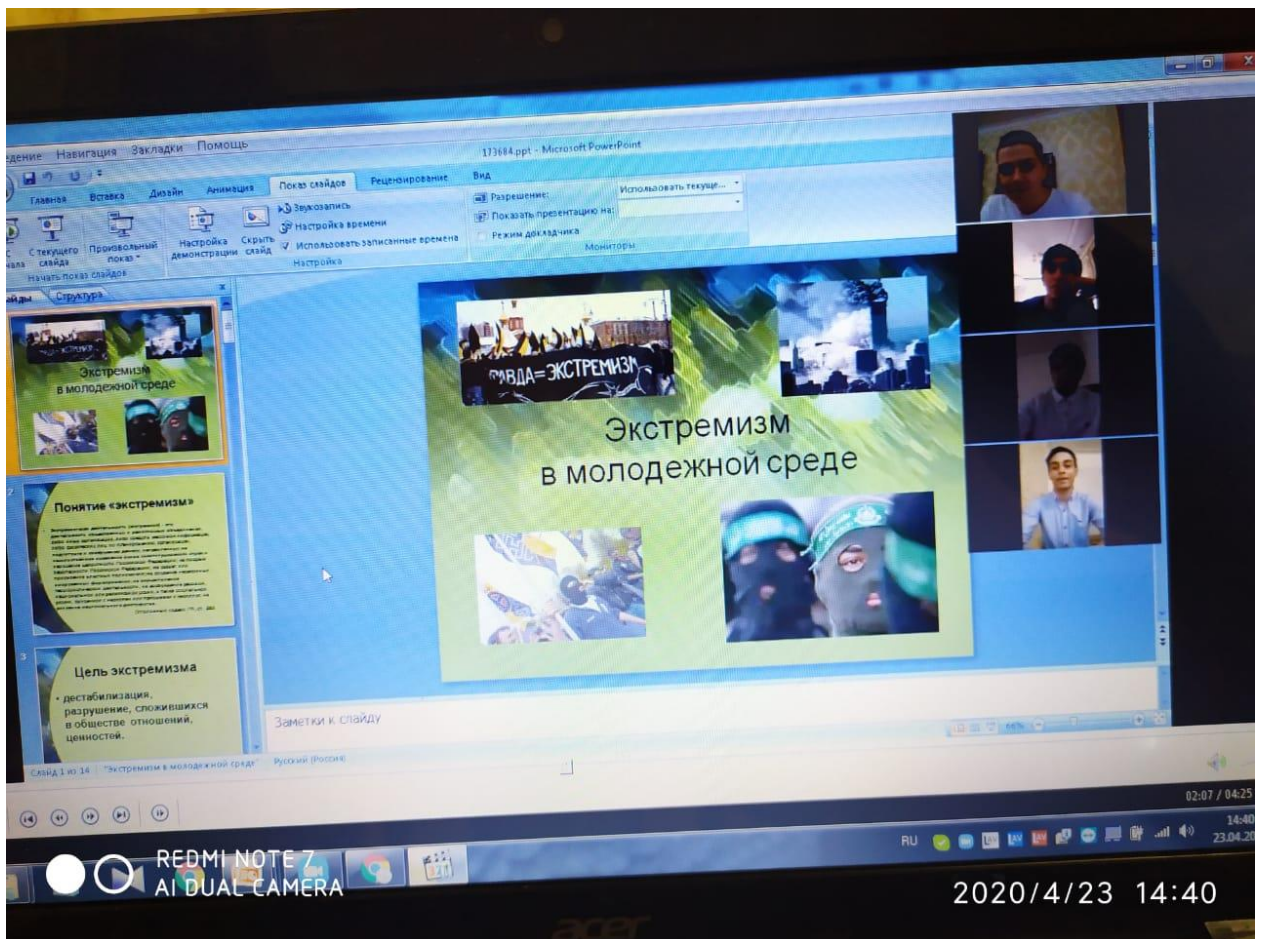 Навигация Закладки Помощь
173684.ppt - Microsoft PowerPoint
Главная Вставка Дизайн Анимация Показ слайдов Рецензирование Вид
С текущего слайда
Произвольный показ
Настройка демонстрации
Скрыть слайд
Звукозапись
Настройка времени
Использовать записанные времена
Разрешение:
Использовать текуще...
Показать презентацию на:
Режим докладчика
Начать показ слайдов
Настройка
Мониторы
Структура
Экстремизм
в молодежной среде
2
Понятие «экстремизм»
3
Цель экстремизма
• дестабилизация,
разрушение, сложившихся
в обществе отношений,
ценностей.
=ЭКСТРЕМИЗМ
Экстремизм
в молодежной среде
Заметки к слайду
Слайд 1 из 14 "Экстремизм в молодежной среде" Русский (Россия)
66%
02:07 / 04:25
RU
14:40
23.04.20
REDMI NOTE 7
AI DUAL CAMERA
2020/4/23 14:40
acer